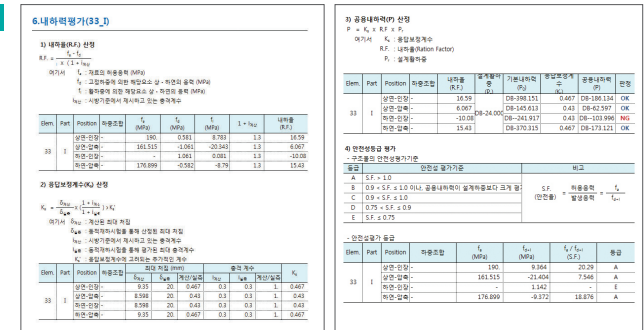 6.내하력평가(33_I)
1) 내하율(R.F.) 산정
R.F. = fa - fd / x ( 1 + i
여기서 fa : 재료의 허용응력 (MPa)
fd : 고정하중에 의한 해당요소 상・하면의 응력 (MPa)
fl : 활하중에 의한 해당요소 상・하면의 응력 (MPa)
: 시방기준에서 제시하고 있는 충격계수
Elem. Part Position 하중조합 fa (MPa) fd (MPa) fl (MPa) 1 + i 내하율 (R.F.)
33 I
상연-인장 - 190. 0.581 8.783 1.3 16.59
상연-압축 - 161.515 -1.061 -20.343 1.3 6.067
하연-인장 - - 1.061 0.081 1.3 -10.08
하연-압축 - 176.899 -0.582 -8.79 1.3 15.43
2) 응답보정계수(Ks) 산정
여기서 : 계산된 최대 처짐
: 동적재하시험을 통해 산정된 최대 처짐
: 시방기준에서 제시하고 있는 충격계수
: 동적재하시험을 통해 평가된 최대 충격계수
: 응답보정계수에 고려되는 추가적인 계수
Elem. Part Position 하중조합 최대 처짐 (mm) 충격 계수 Ks
계산/실측 계산/실측
33 I
상연-인장 - 9.35 20. 0.467 0.3 0.3 1. 0.467
상연-압축 - 8.598 20. 0.43 0.3 0.3 1. 0.43
하연-인장 - 8.598 20. 0.43 0.3 0.3 1. 0.43
하연-압축 - 9.35 20. 0.467 0.3 0.3 1. 0.467
3) 공용내하력(P) 산정
P = Ks x R.F x Pr
여기서 Ks : 응답보정계수
R.F. : 내하율(Ration Factor)
Pr : 설계활하중
Elem. Part Position 하중조합 내하율 (R.F.) 설계활하중 기본내하력 응답보정계수 공용내하력 (P) 판정
33 I DB-24.000
상연-인장 - 16.59 DB-398.151 0.467 DB-186.134 OK
상연-압축 - 6.067 DB-145.613 0.43 DB-62.597 OK
하연-인장 - -10.08 DB--241.917 0.43 DB--103.996 NG
하연-압축 - 15.43 DB-370.315 0.467 DB-173.121 OK
4) 안전성등급 평가
- 구조물의 안전성평가기준
등급 안전성 평가기준 비고
A S.F. > 1.0
B 0.9 < S.F. ≤ 1.0 이나, 공용내하력이 설계하중보다 크게 평가
C 0.9 < S.F. ≤ 1.0
D 0.75 < S.F. ≤ 0.9
E S.F. ≤ 0.75
S.F. (안전율) = 허용응력 / 발생응력 = fa / fd+l
- 안전성평가 등급
Elem. Part Position 하중조합 fa (MPa) fd+l (MPa) fa / fd+l (S.F.) 등급
33 I
상연-인장 - 190. 9.364 20.29 A
상연-압축 - 161.515 -21.404 7.546 A
하연-인장 - - 1.142 - E
하연-압축 - 176.899 -9.372 18.876 A